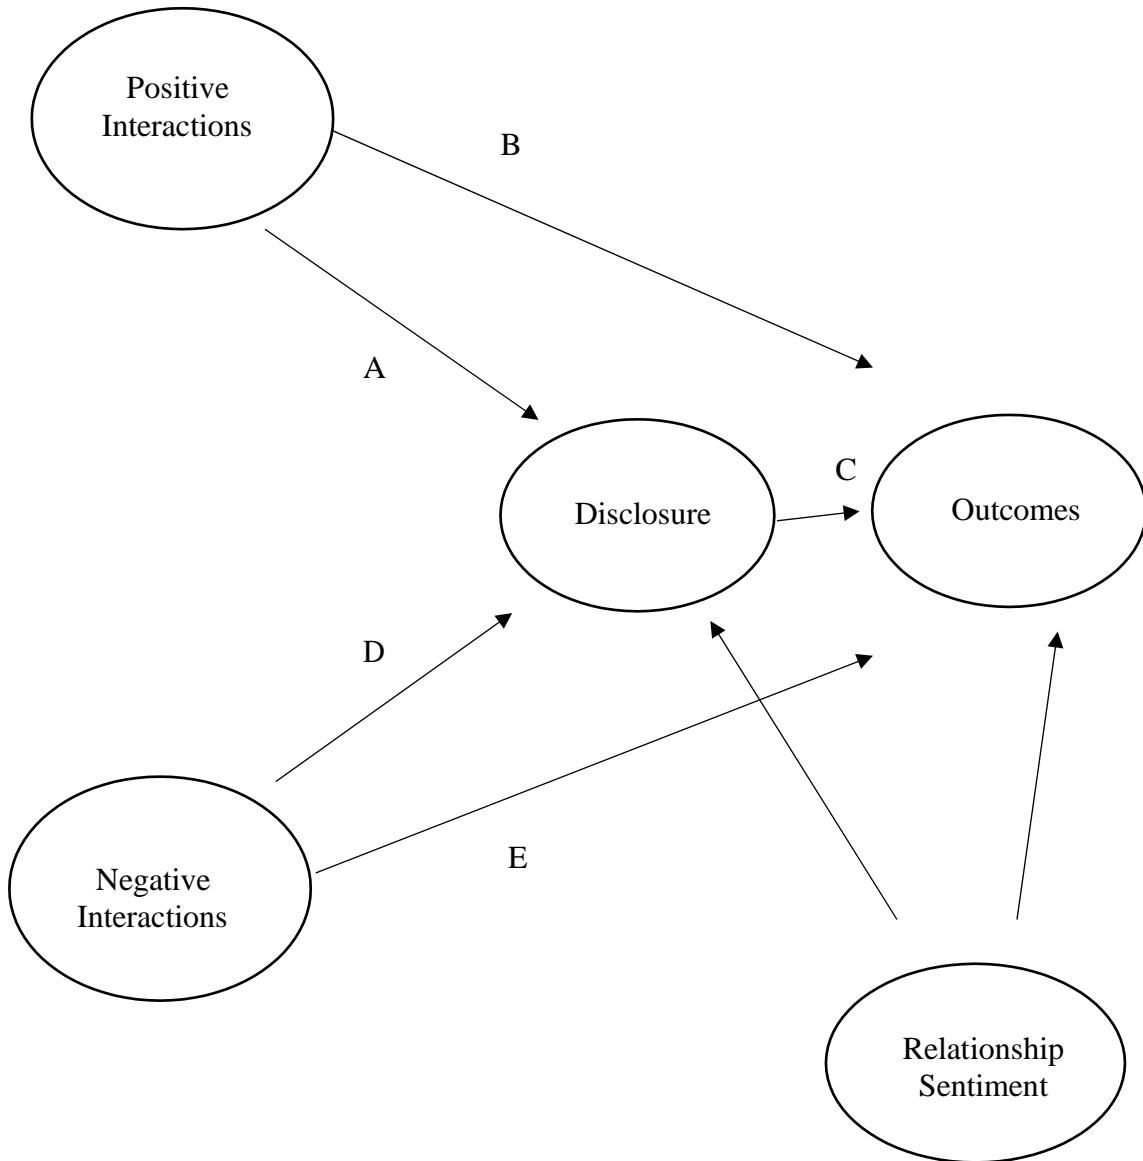 Positive
Interactions
B
A
C
Disclosure
Outcomes
D
E
Negative
Interactions
Relationship
Sentiment